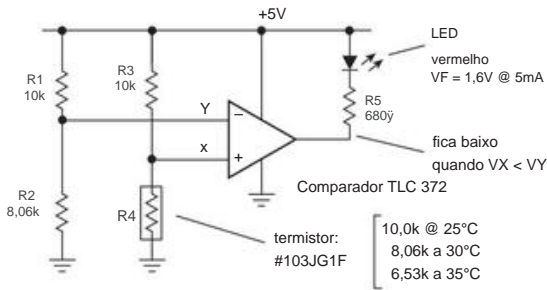 +5V
LED
vermelho
VF = 1,6V @ 5mA
R1
10k
R3
10k
R5
680ÿ
Y
−
x
+
fica baixo
quando VX < VY
Comparador TLC 372
R2
8,06k
R4
termistor:
#103JG1F
10,0k @ 25°C
8,06k a 30°C
6,53k a 35°C